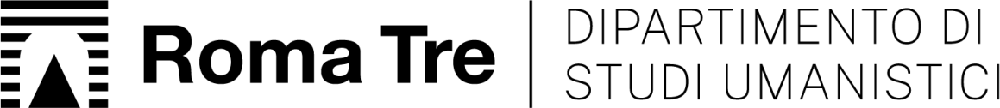 Roma Tre
DIPARTIMENTO DI
STUDI UMANISTICI